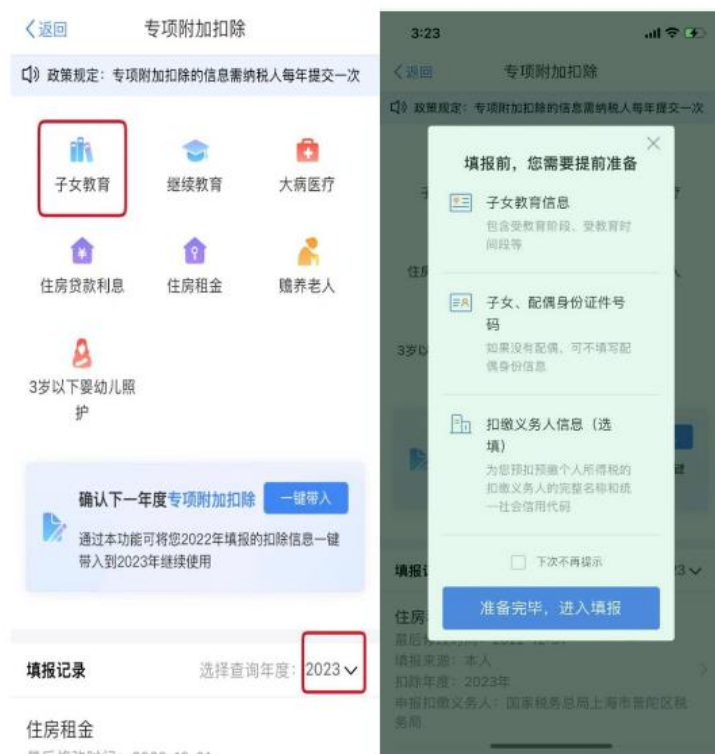 返回
专项附加扣除
政策规定：专项附加扣除的信息需纳税人每年提交一次
子女教育
继续教育
大病医疗
住房贷款利息
住房租金
赡养老人
3岁以下婴幼儿照
护
确认下一年度专项附加扣除
一键带入
通过本功能可将您2022年填报的扣除信息一键
带入到2023年继续使用
填报记录
选择查询年度：2023
住房租金
3:23
返回
专项附加扣除
政策规定：专项附加扣除的信息需纳税人每年提交一次
填报前，您需要提前准备
子女教育信息
包含受教育阶段、受教育时
间段等
子女、配偶身份证件号
码
如果没有配偶，可不填写配
偶身份信息
扣缴义务人信息（选
填）
为您预扣预缴个人所得税的
扣缴义务人的完整名称和统
一社会信用代码
下次不再提示
准备完毕，进入填报
3岁以
填报
住房
填报来源：本人
扣除年度：2023年
申报扣缴义务人：国家税务总局上海市普陀区税
务局